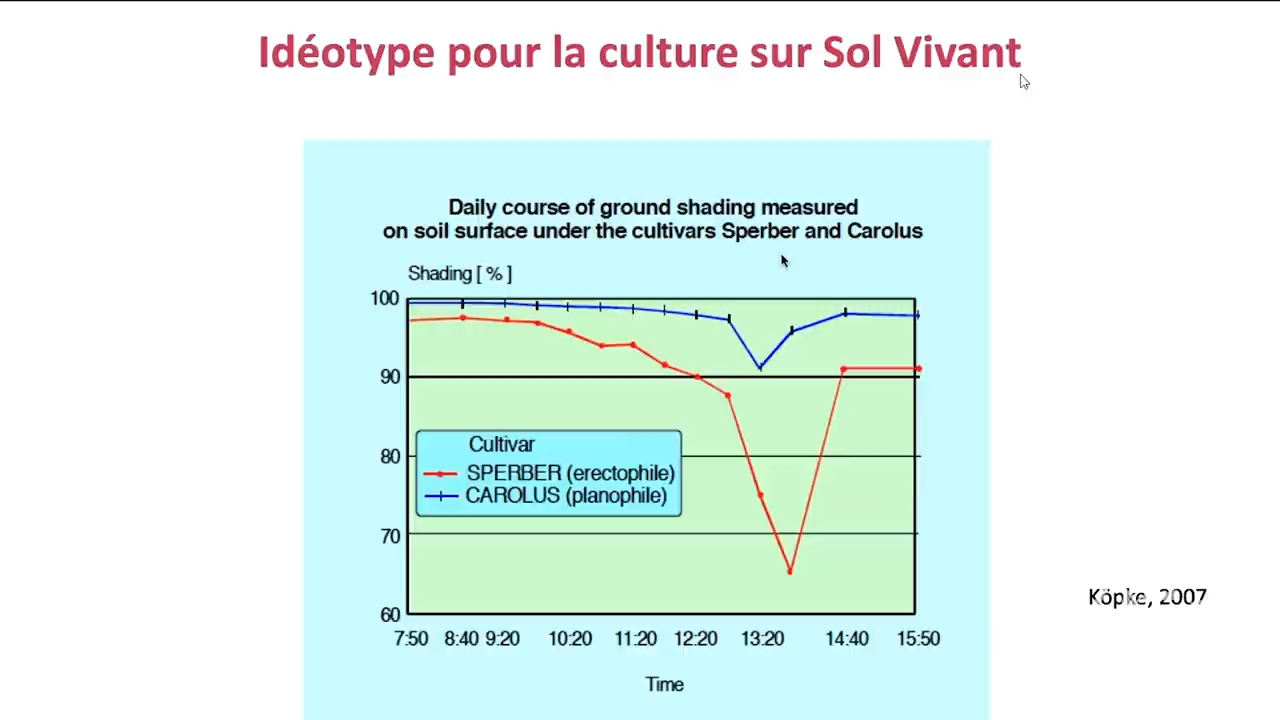 Idéotype pour la culture sur Sol Vivant
Daily course of ground shading measured
on soil surface under the cultivars Sperber and Carolus
Shading [ % ]
100
90
80
70
60
Cultivar
SPERBER (erectophile)
CAROLUS (planophile)
7:50 8:40 9:20 10:20 11:20 12:20 13:20 14:40 15:50
Time
Köpke, 2007